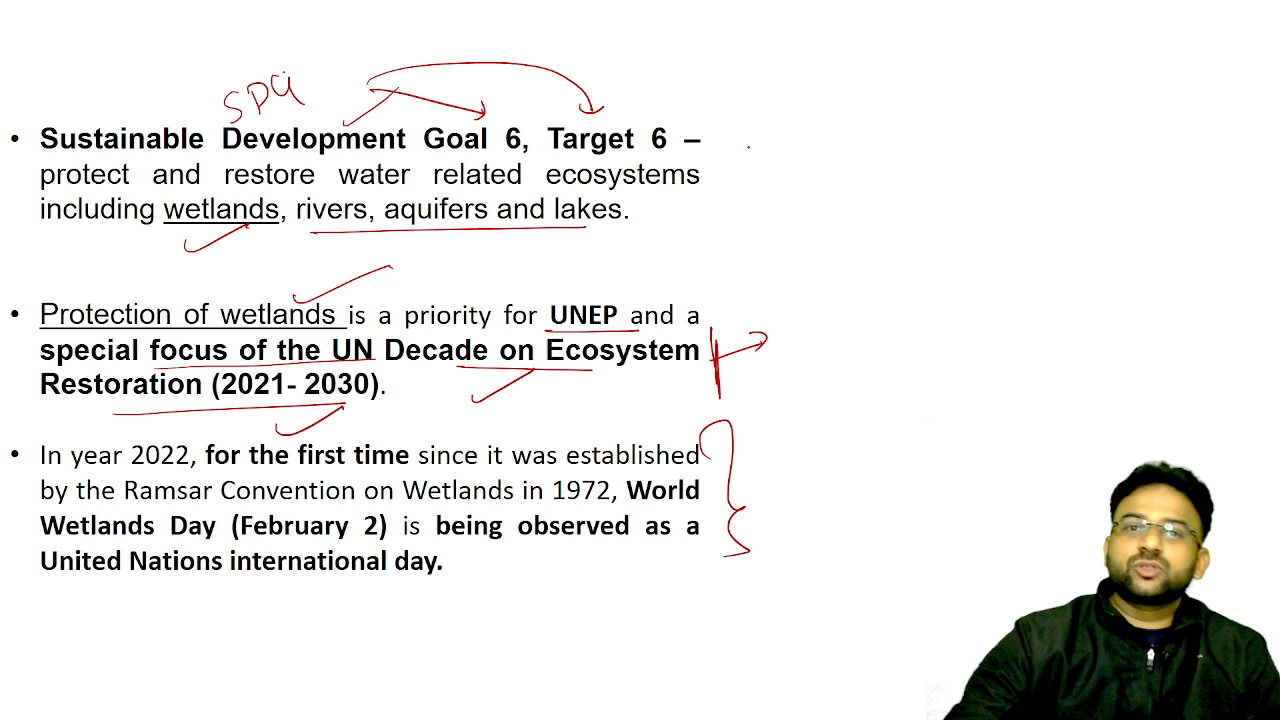 SDG
• Sustainable Development Goal 6, Target 6 –
protect and restore water related ecosystems
including wetlands, rivers, aquifers and lakes.
• Protection of wetlands is a priority for UNEP and a
special focus of the UN Decade on Ecosystem
Restoration (2021- 2030).
• In year 2022, for the first time since it was established
by the Ramsar Convention on Wetlands in 1972, World
Wetlands Day (February 2) is being observed as a
United Nations international day.